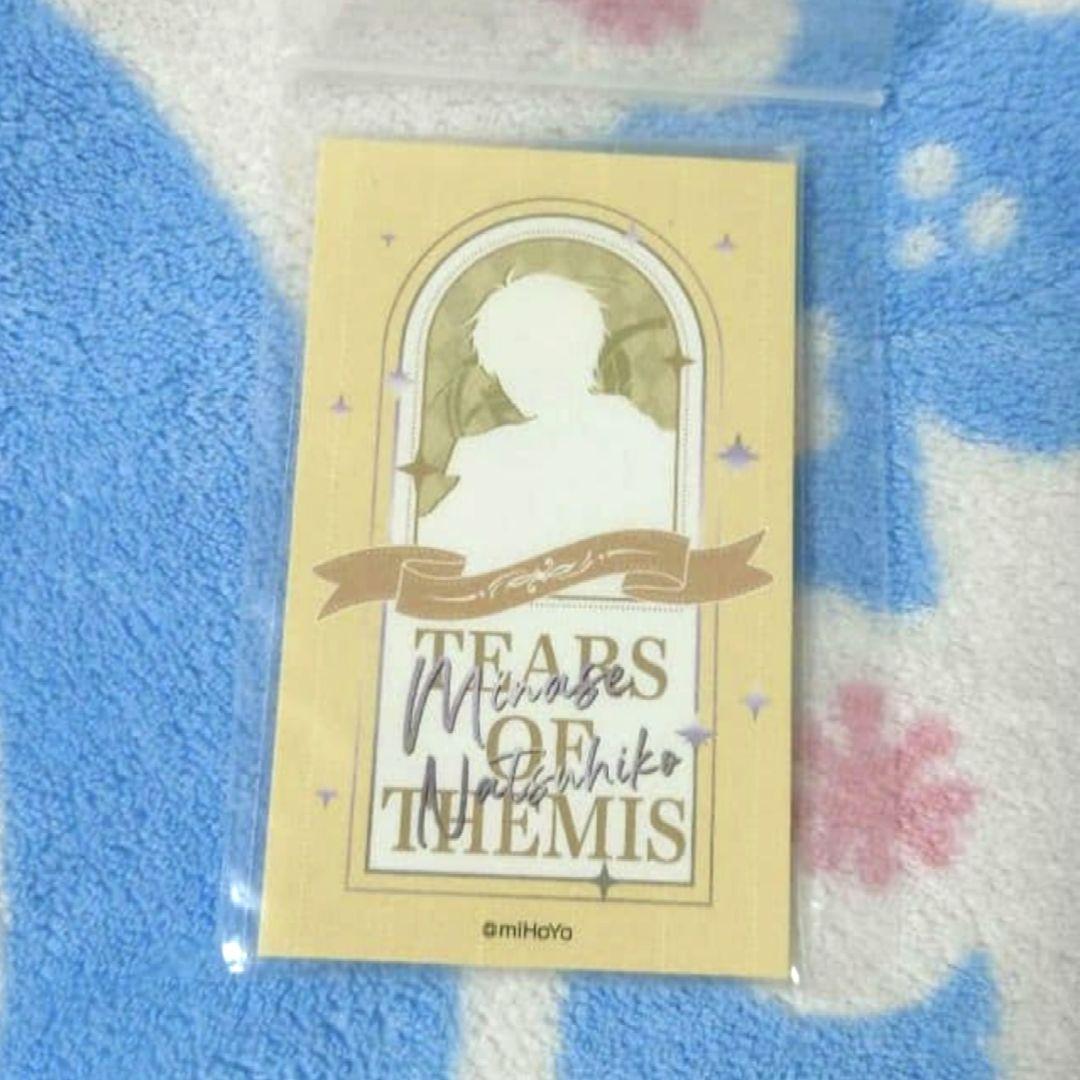 TEARS
Minase
OF
Natsuhiko
THEMIS
@miHoYo